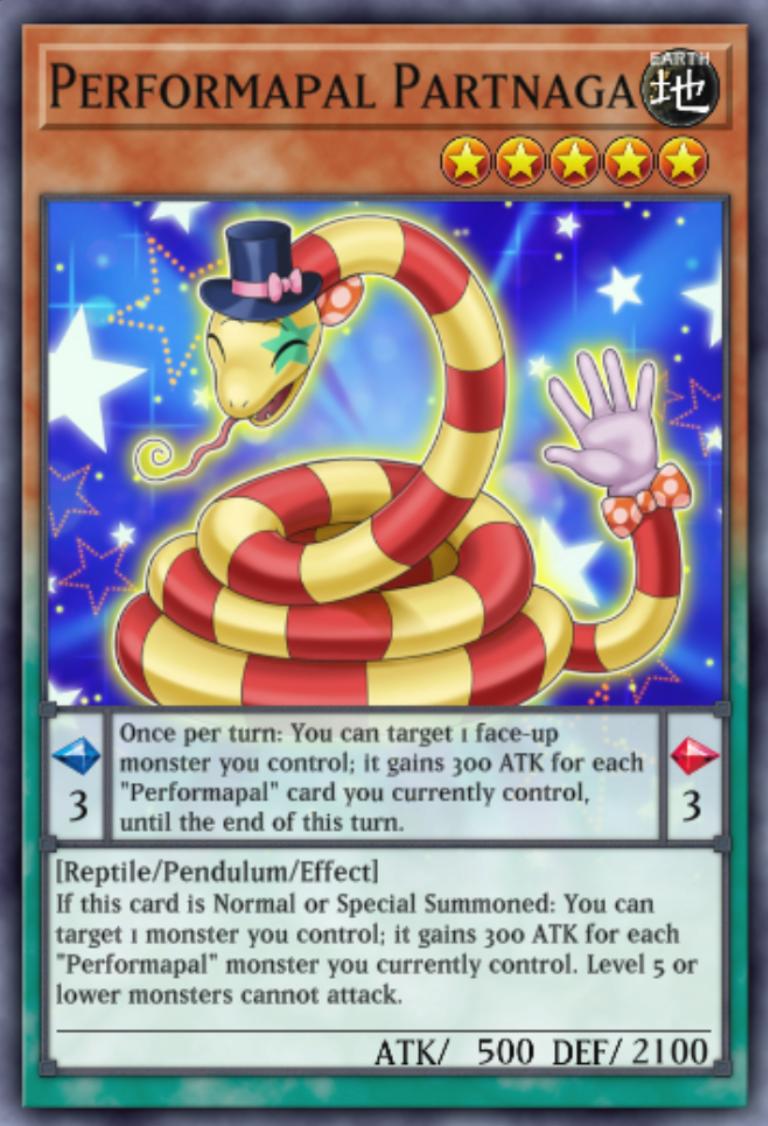 PERFORMAPAL PARTNAGA
EARTH
地
Once per turn: You can target 1 face-up
monster you control; it gains 300 ATK for each
"Performapal" card you currently control,
until the end of this turn.
3
3
[Reptile/Pendulum/Effect]
If this card is Normal or Special Summoned: You can
target 1 monster you control; it gains 300 ATK for each
"Performapal" monster you currently control. Level 5 or
lower monsters cannot attack.
ATK/ 500 DEF/ 2100